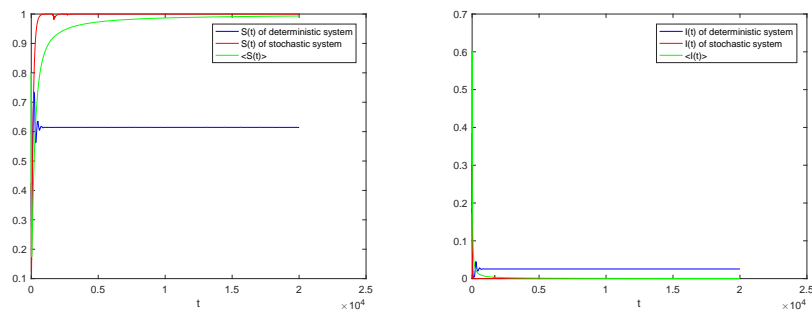 1
0.9
0.8
0.7
0.6
0.5
0.4
0.3
0.2
0.1
0 0.5 1 1.5 2 2.5
t
×10⁴
S(t) of deterministic system
S(t) of stochastic system
<S(t)>
0.7
0.6
0.5
0.4
0.3
0.2
0.1
0
0 0.5 1 1.5 2 2.5
t
×10⁴
I(t) of deterministic system
I(t) of stochastic system
<I(t)>